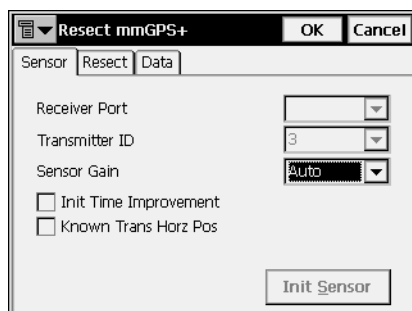 Resect mmGPS+ OK Cancel
Sensor Resect Data
Receiver Port
Transmitter ID 3
Sensor Gain Auto
Init Time Improvement
Known Trans Horz Pos
Init Sensor